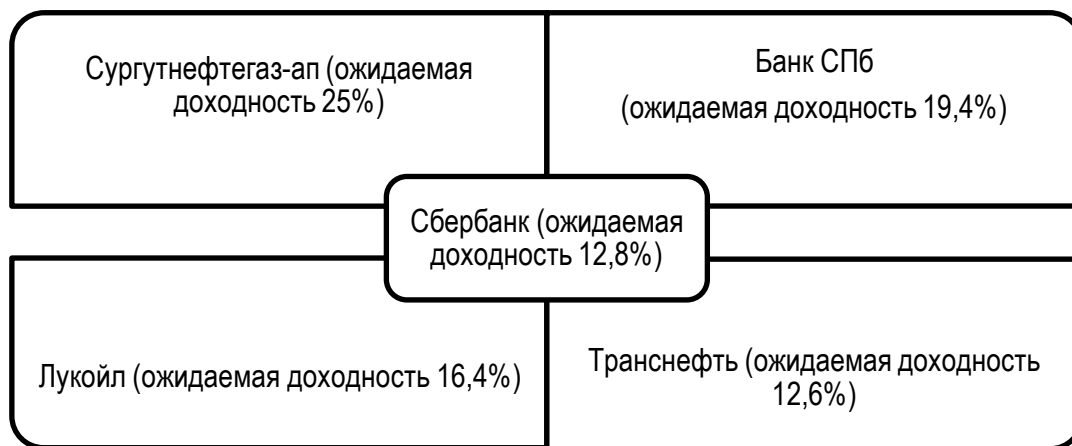 Сургутнефтегаз-ап (ожидаемая
доходность 25%)
Банк СПб
(ожидаемая доходность 19,4%)
Сбербанк (ожидаемая
доходность 12,8%)
Лукойл (ожидаемая доходность 16,4%)
Транснефть (ожидаемая доходность
12,6%)